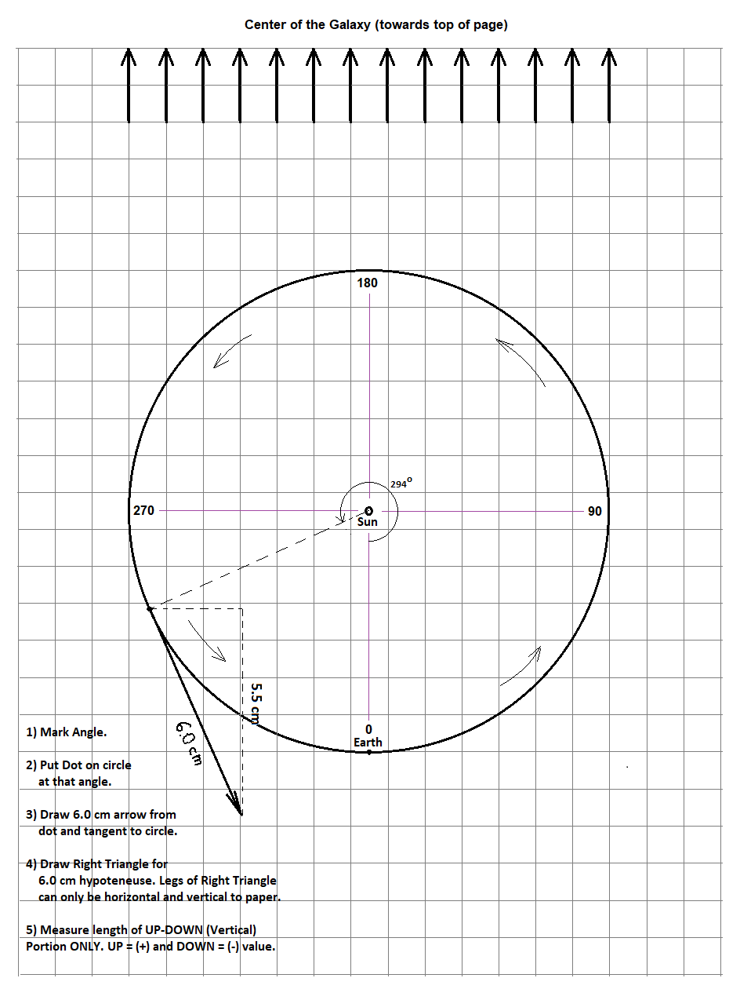 Center of the Galaxy (towards top of page)
180
294⁰
270
90
Sun
5.5 cm
6.0 cm
0
Earth
1) Mark Angle.
2) Put Dot on circle
at that angle.
3) Draw 6.0 cm arrow from
dot and tangent to circle.
4) Draw Right Triangle for
6.0 cm hypoteneuse. Legs of Right Triangle
can only be horizontal and vertical to paper.
5) Measure length of UP-DOWN (Vertical)
Portion ONLY. UP = (+) and DOWN = (-) value.